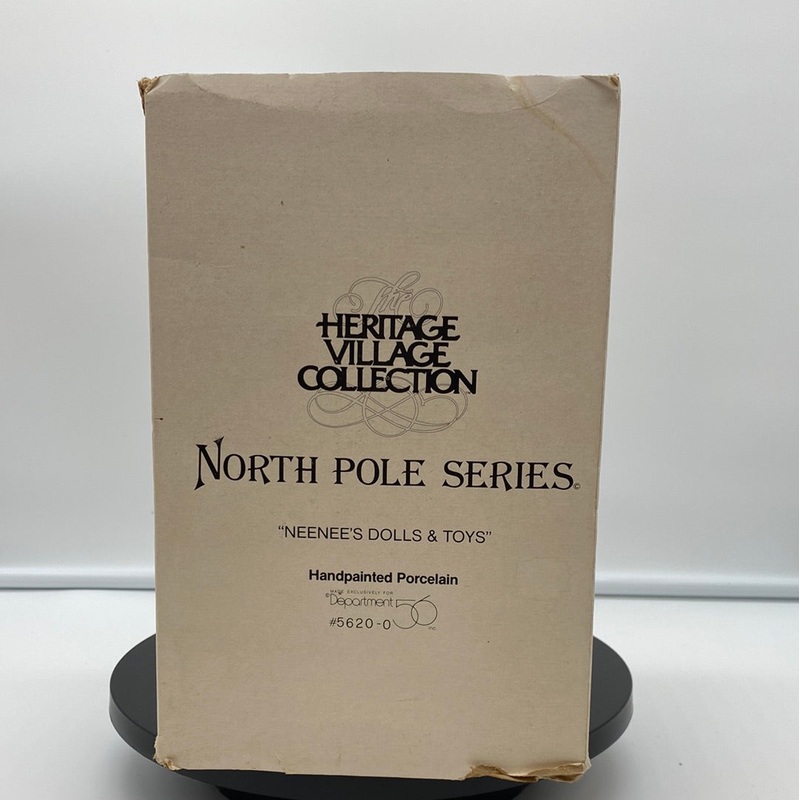 The
HERITAGE
VILLAGE
COLLECTION
NORTH POLE SERIES©
"NEENEE'S DOLLS & TOYS"
Handpainted Porcelain
MADE EXCLUSIVELY FOR
©Department 56 INC.
#5620-0